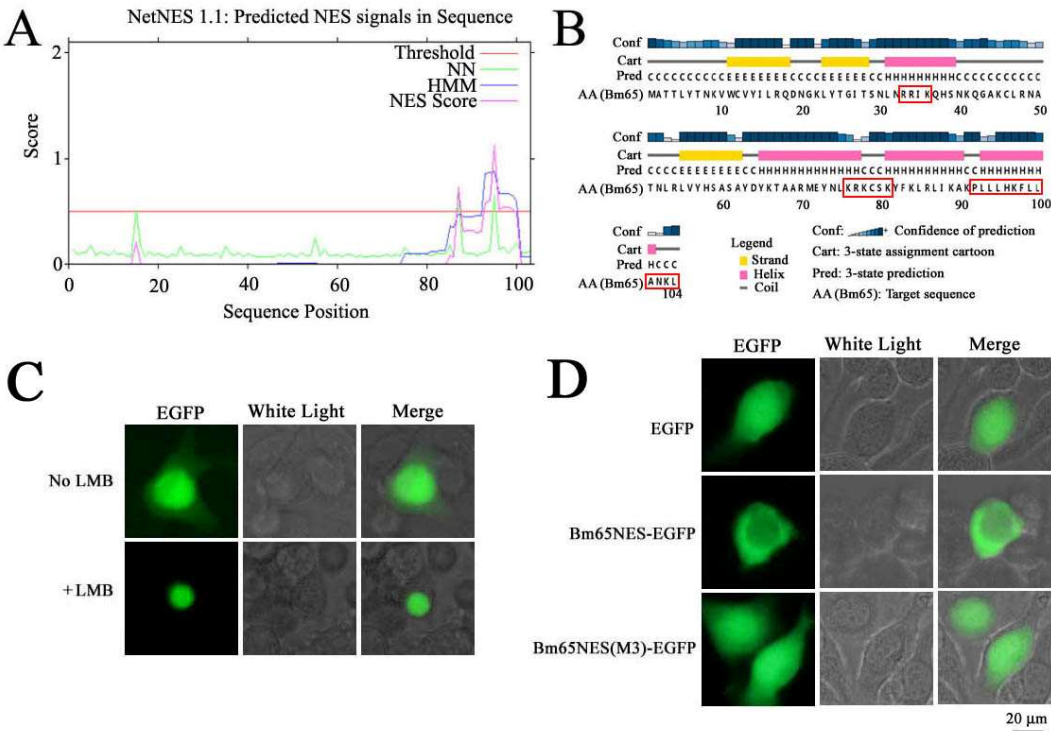 A
NetNES 1.1: Predicted NES signals in Sequence
Threshold
NN
HMM
NES Score
2
1
0
Score
0 20 40 60 80 100
Sequence Position
B
Conf
Cart
Pred CCCCCCCCCCEEEEEEEECCCCEEEEEECCHHHHHHHHHCCCCCCCCCCC
AA (Bm65) MATTLYTNKVWCVYILRQDNGKLYTGITSNLNRRIKQHSNKQGAKCLRNA
10 20 30 40 50
Conf
Cart
Pred
AA (Bm65) TNLRLVYHSASAYDYKTAARMEYNLKRKCSKYFKLRLIKAKPLLLHKFLL
60 70 80 90 100
Conf
Cart
Pred HCCC
AA (Bm65) ANKL
104
Legend
Strand
Helix
Coil
Conf: - + Confidence of prediction
Cart: 3-state assignment cartoon
Pred: 3-state prediction
AA (Bm65): Target sequence
C
EGFP White Light Merge
No LMB
+ LMB
D
EGFP White Light Merge
EGFP
Bm65NES-EGFP
Bm65NES(M3)-EGFP
20 μm